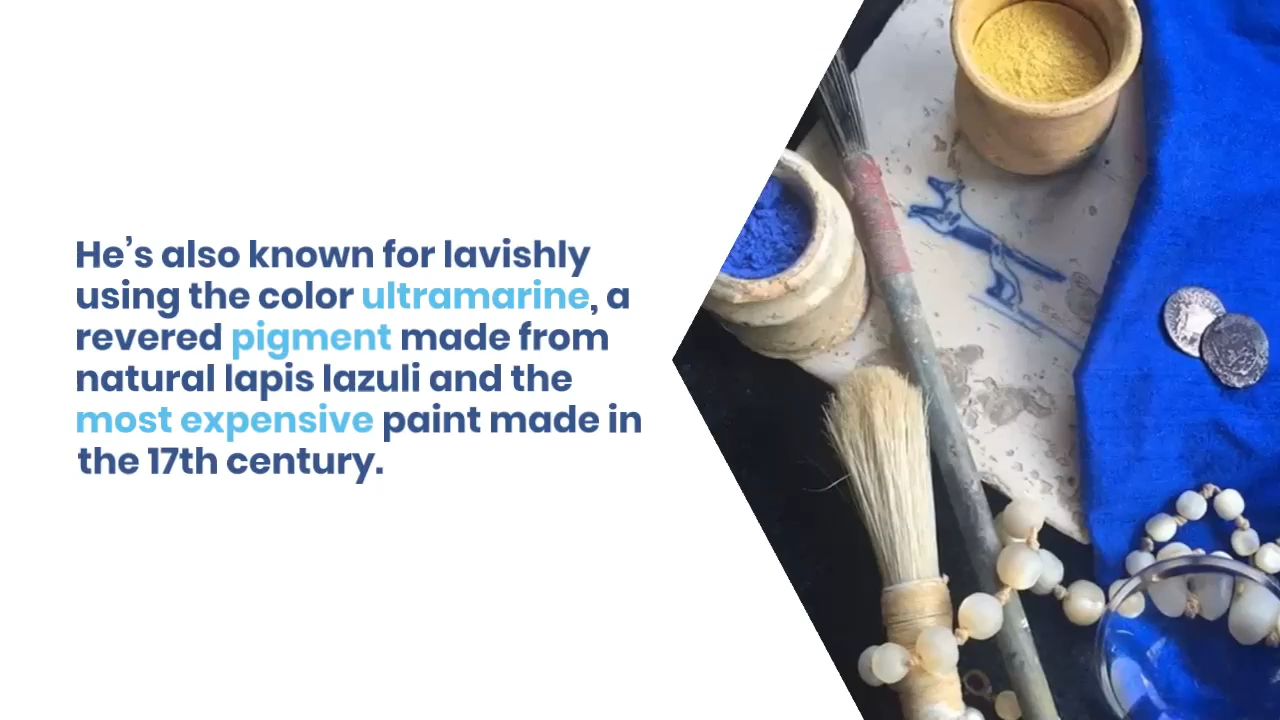 He’s also known for lavishly
using the color ultramarine, a
revered pigment made from
natural lapis lazuli and the
most expensive paint made in
the 17th century.